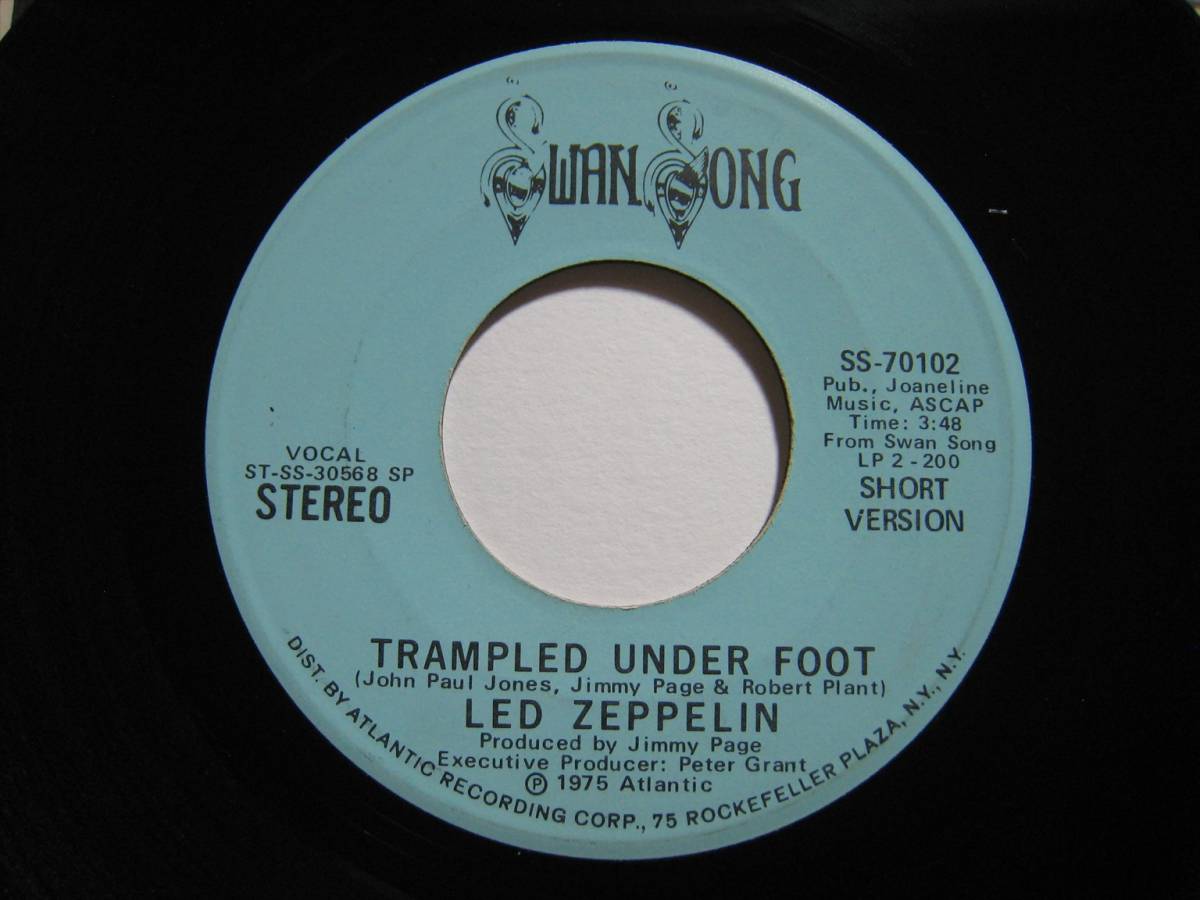 SWAN SONG
SS-70102
Pub., Joaneline
Music, ASCAP
Time: 3:48
From Swan Song
LP 2-200
SHORT
VERSION
VOCAL
ST-SS-30568 SP
STEREO
TRAMPLED UNDER FOOT
(John Paul Jones, Jimmy Page & Robert Plant)
LED ZEPPELIN
Produced by Jimmy Page
Executive Producer: Peter Grant
℗ 1975 Atlantic
DIST. BY ATLANTIC RECORDING CORP., 75 ROCKEFELLER PLAZA, N.Y., N.Y.